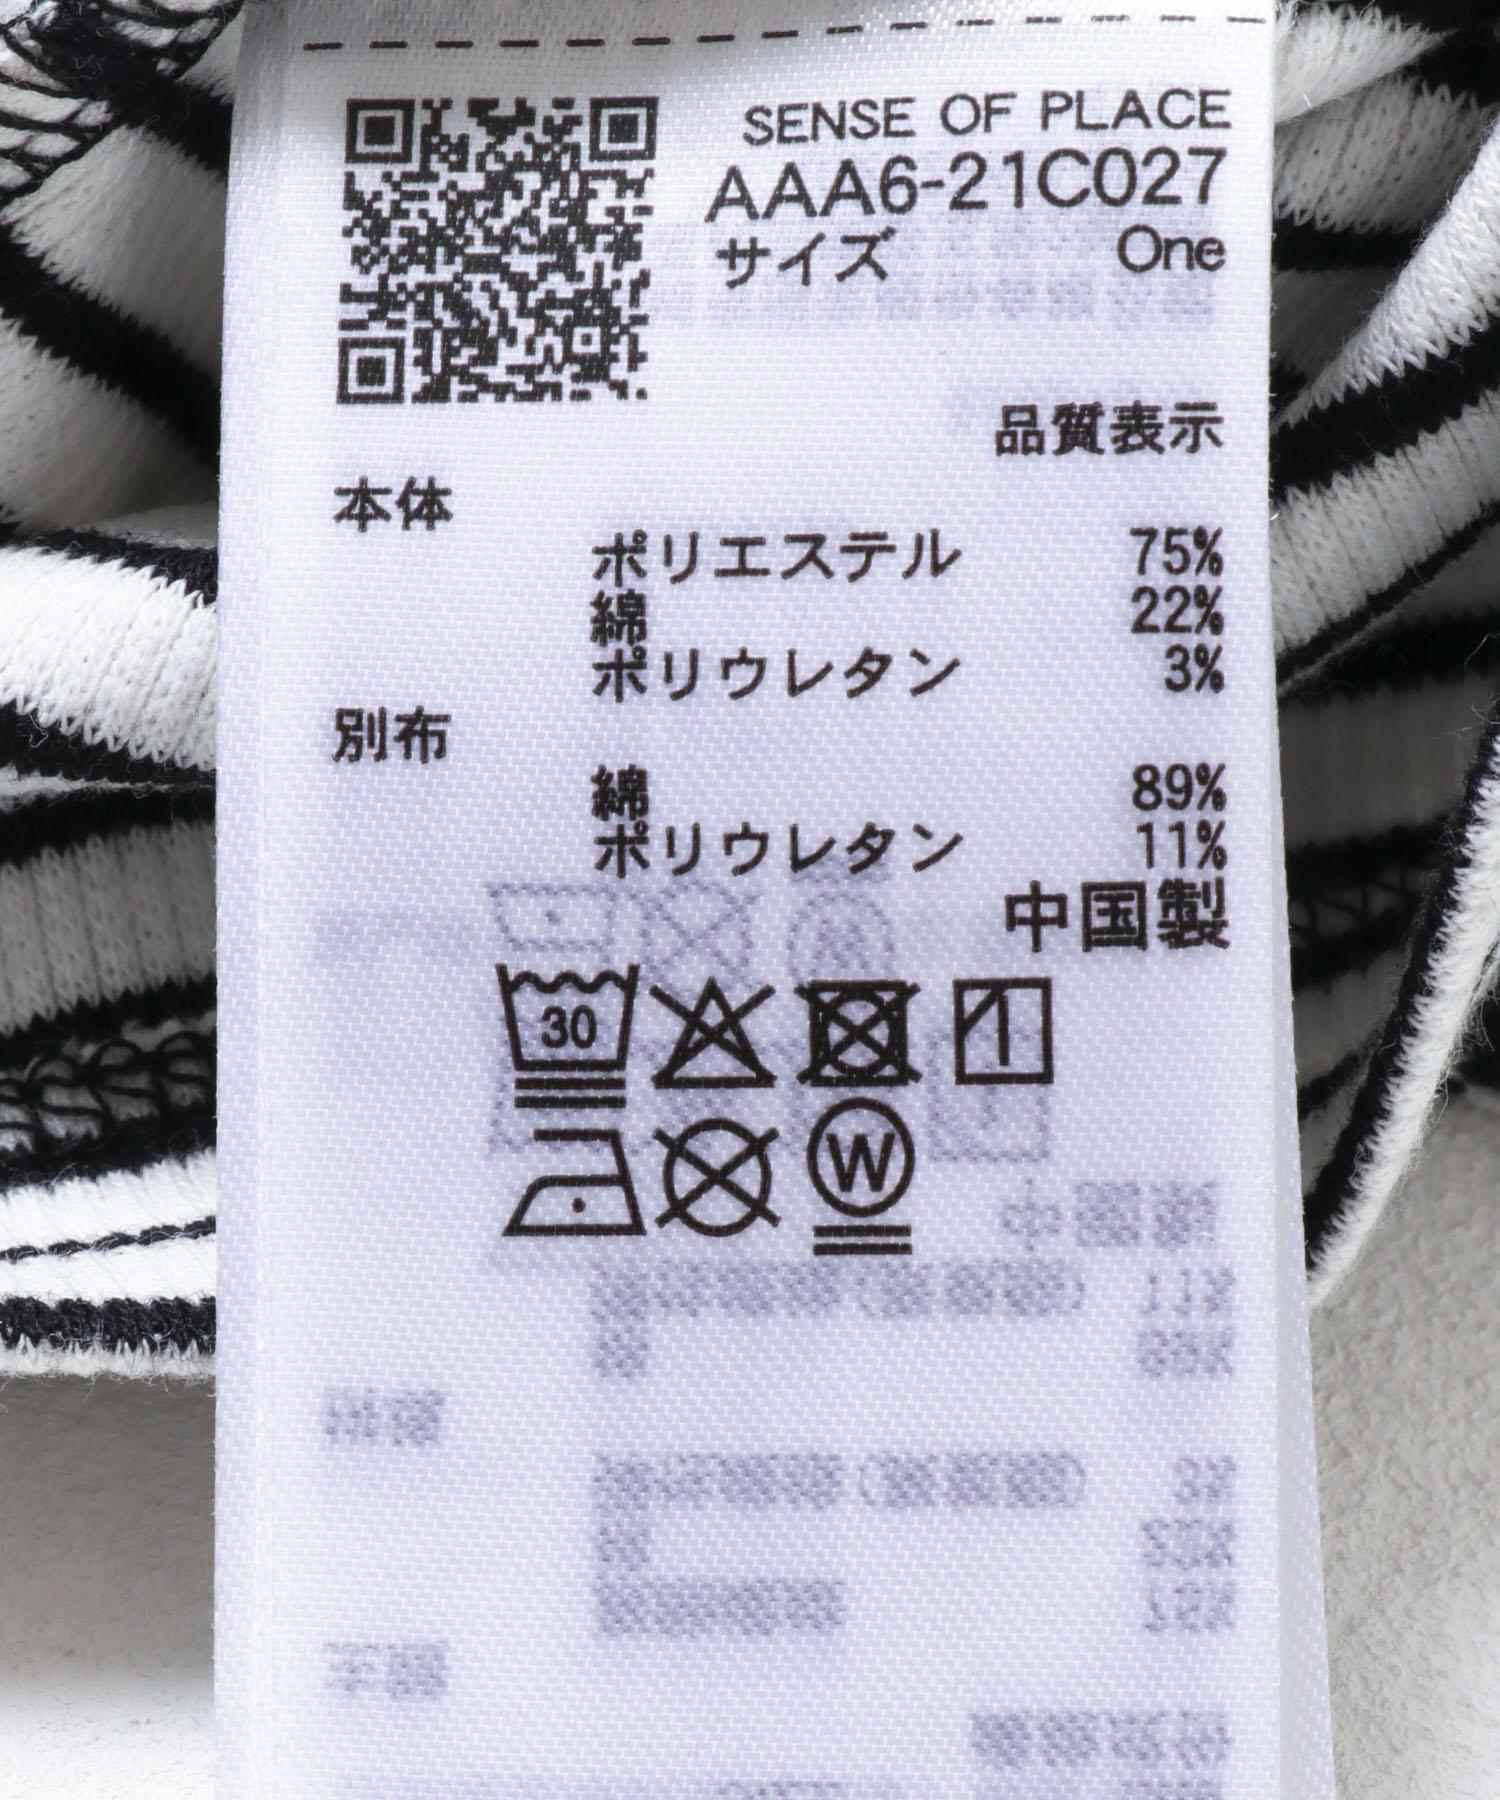 SENSE OF PLACE
AAA6-21C027
サイズ One
品質表示
本体
ポリエステル 75%
綿 22%
ポリウレタン 3%
別布
綿 89%
ポリウレタン 11%
中国製
30
W